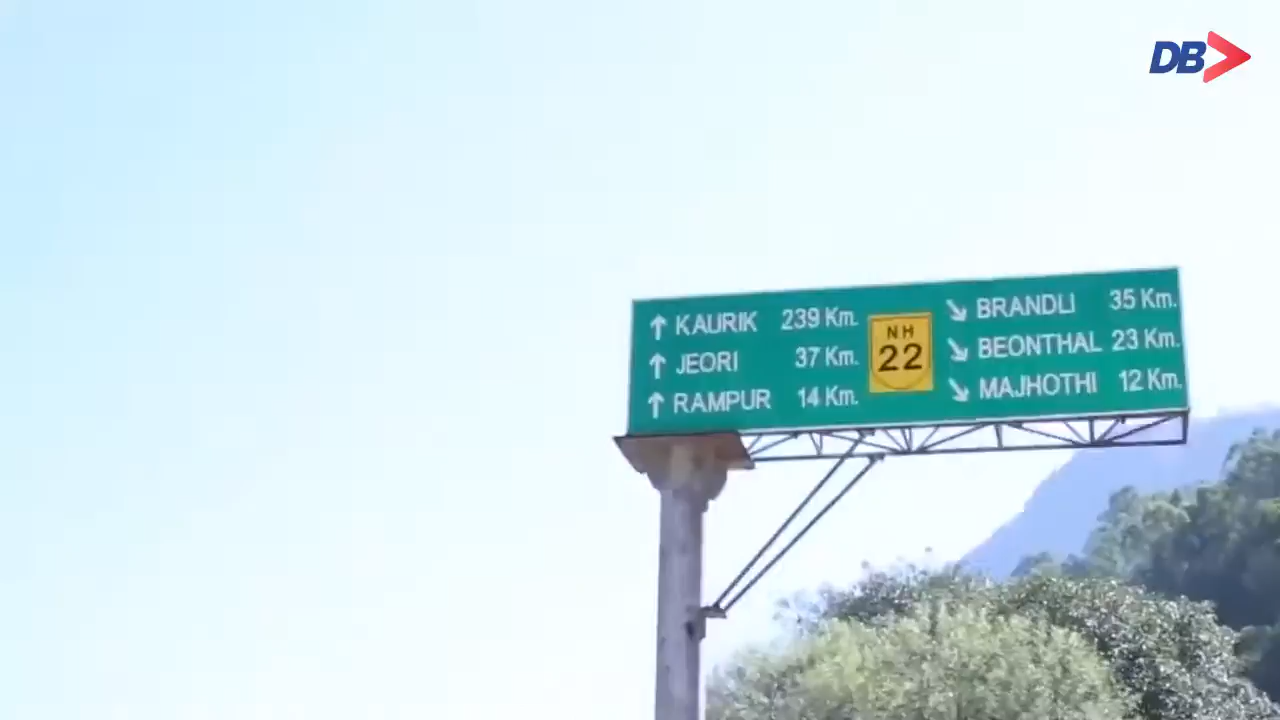 DB
KAURIK 239 Km.
JEORI 37 Km.
RAMPUR 14 Km.
NH
22
BRANDLI 35 Km.
BEONTHAL 23 Km.
MAJHOTHI 12 Km.